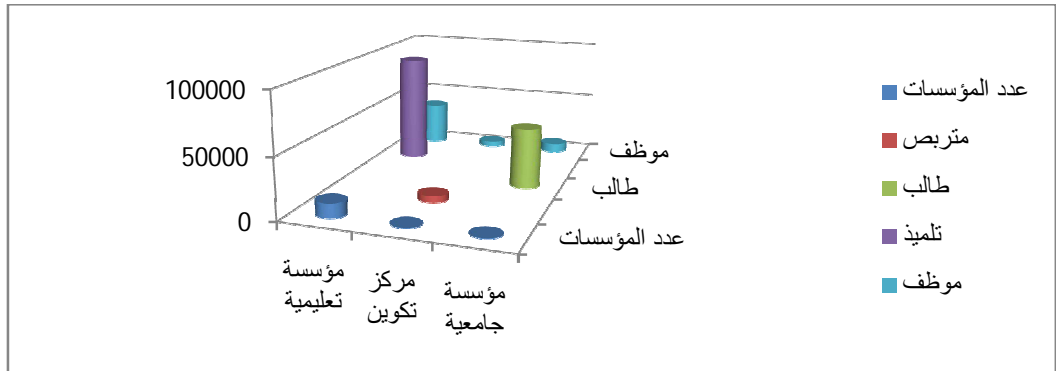 100000
50000
0
مؤسسة
تعليمية
مركز
تكوين
مؤسسة
جامعية
موظف
طالب
عدد المؤسسات
عدد المؤسسات
متربص
طالب
تلميذ
موظف